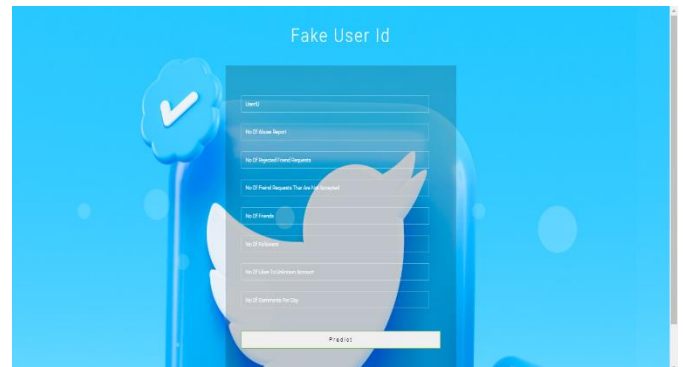 Fake User Id
UserID
No Of Abuse Report
No Of Rejected Friend Requests
No Of Freind Requests That Are Not Accepted
No Of Friends
No Of Followers
No Of Likes To Unknown Account
No Of Comments Per Day
Predict